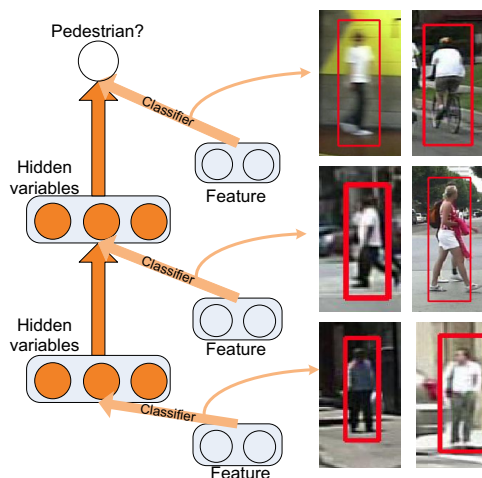 Pedestrian?
Classifier
Hidden
variables
Feature
Classifier
Hidden
variables
Feature
Classifier
Feature